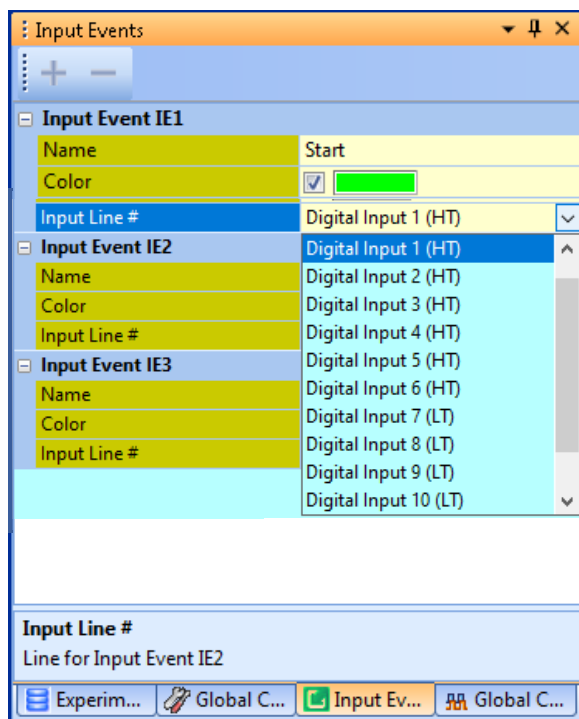 Input Events
Input Event IE1
Name Start
Color
Input Line # Digital Input 1 (HT)
Input Event IE2
Name
Color
Input Line #
Input Event IE3
Name
Color
Input Line #
Digital Input 1 (HT)
Digital Input 2 (HT)
Digital Input 3 (HT)
Digital Input 4 (HT)
Digital Input 5 (HT)
Digital Input 6 (HT)
Digital Input 7 (LT)
Digital Input 8 (LT)
Digital Input 9 (LT)
Digital Input 10 (LT)
Input Line #
Line for Input Event IE2
Experim... Global C... Input Ev... Global C...